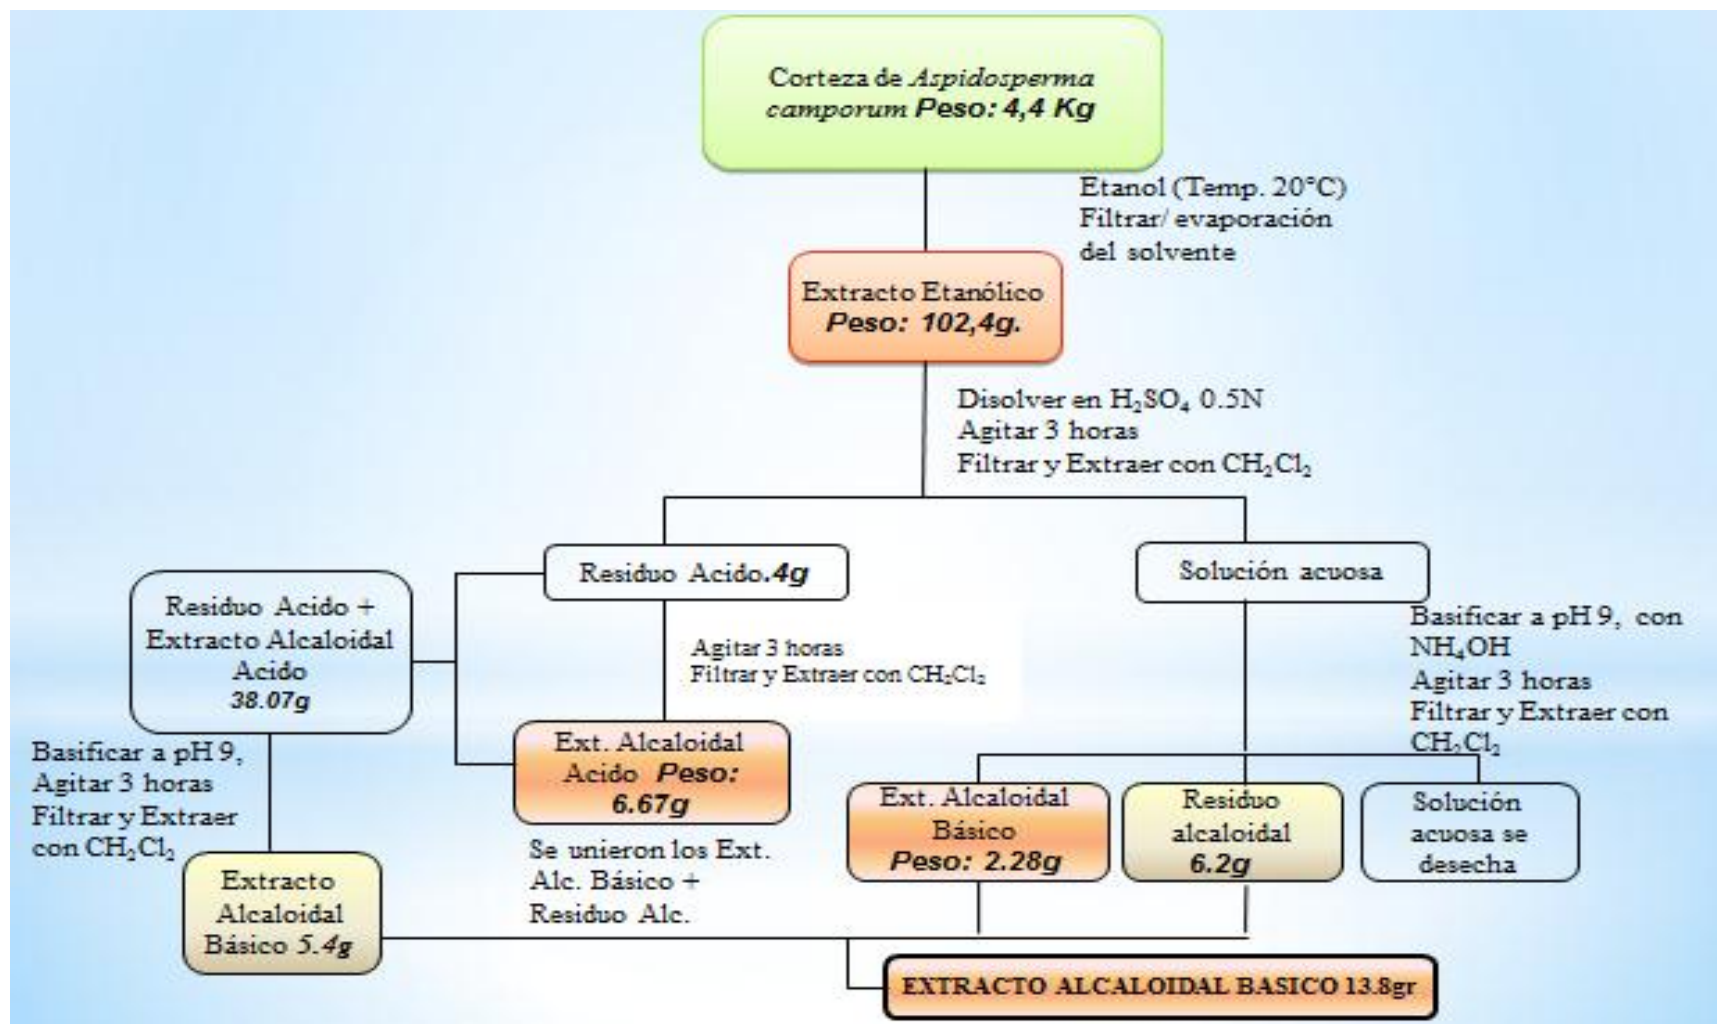 Corteza de Aspidosperma
camporum Peso: 4,4 Kg
Etanol (Temp. 20°C)
Filtrar/ evaporación
del solvente
Extracto Etanólico
Peso: 102,4g.
Disolver en H₂SO₄ 0.5N
Agitar 3 horas
Filtrar y Extraer con CH₂Cl₂
Residuo Acido.4g
Solución acuosa
Residuo Acido +
Extracto Alcaloidal
Acido
38.07g
Agitar 3 horas
Filtrar y Extraer con CH₂Cl₂
Basificar a pH 9, con
NH₄OH
Agitar 3 horas
Filtrar y Extraer con
CH₂Cl₂
Basificar a pH 9,
Agitar 3 horas
Filtrar y Extraer
con CH₂Cl₂
Ext. Alcaloidal
Acido Peso:
6.67g
Ext. Alcaloidal
Básico
Peso: 2.28g
Residuo
alcaloidal
6.2g
Solución
acuosa se
desecha
Se unieron los Ext.
Alc. Básico +
Residuo Alc.
Extracto
Alcaloidal
Básico 5.4g
EXTRACTO ALCALOIDAL BASICO 13.8gr